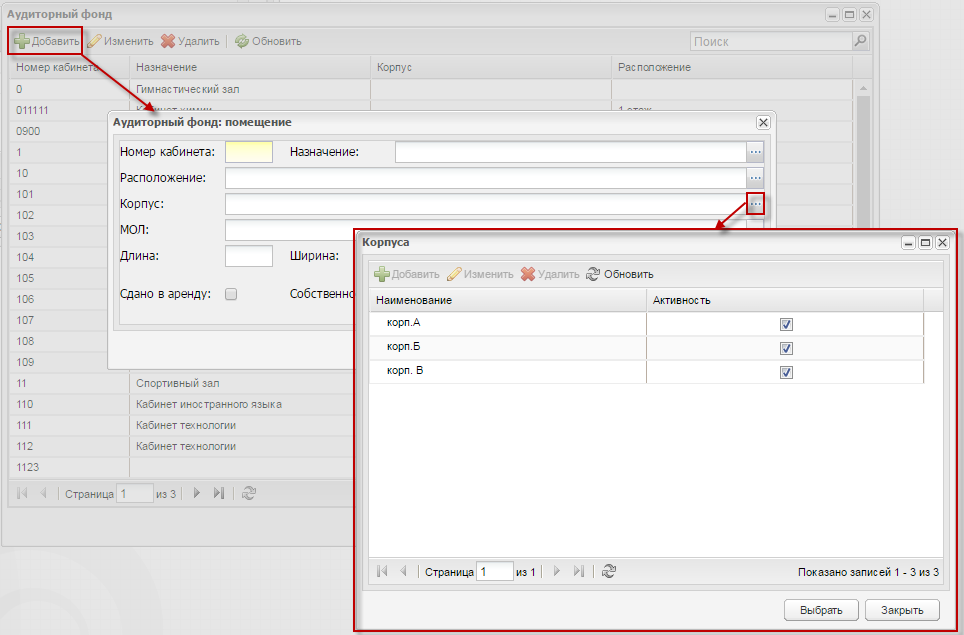 Аудиторный фонд
Добавить Изменить Удалить Обновить Поиск
Номер кабинета Назначение Корпус Расположение
0 Гимнастический зал
011111 Кабинет химии 1 этаж
0900
1
10
101
102
103
104
105
106
107
108
109
11 Спортивный зал
110 Кабинет иностранного языка
111 Кабинет технологии
112 Кабинет технологии
1123
Страница 1 из 3
Аудиторный фонд: помещение
Номер кабинета: Назначение:
Расположение:
Корпус:
МОЛ:
Длина: Ширина:
Сдано в аренду: Собственно
Корпуса
Добавить Изменить Удалить Обновить
Наименование Активность
корп.А
корп.Б
корп. В
Страница 1 из 1 Показано записей 1 - 3 из 3
Выбрать Закрыть